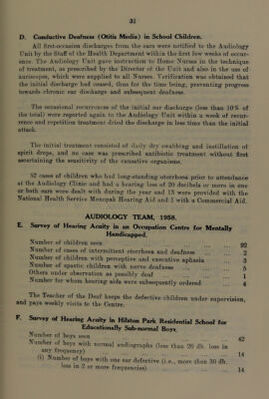 31
D. Conductive Deafness (Otitis Media) in School Children.
All first-occasion discharges from the ears were notified to the Audiology
Unit by the Staff of the Health Department within the first few weeks of occur-
ence. The Audiology Unit gave instruction to Home Nurses in the technique
of treatment, as prescribed by the Director of the Unit and also in the use of
auriscopes, which were supplied to all Nurses. Verification was obtained that
the initial discharge had ceased, thus for the time being, preventing progress
towards chronic ear discharge and subsequent deafness.
The occasional recurrences of the initial ear discharge (less than 10% of
the total) were reported again to the Audiology Unit within a week of recur-
rence and repetition treatment dried the discharge in less time than the initial
attack.
The initial treatment consisted of daily dry swabbing and instillation of
spirit drops, and no case was prescribed antibiotic treatment without first
ascertaining the sensitivity of the causative organisms.
52 cases of children who had long-standing otorrhoea prior to attendance
at the Audiology Clinic and had a hearing loss of 20 decibels or more in one
or both ears were dealt with during the year and 13 were provided with the
National Health Service Monopak Hearing Aid and 1 with a Commercial Aid.
AUDIOLOGY TEAM, 1958.
E. Survey of Hearing Acuity in an Occupation Centre for Mentally
Handicapped.
Number of children seen 92
Number of cases of intermittent otorrhoea and deafness 2
Number of children with perceptive and executive aphasia 3
Number of spastic children with nerve deafness 5
Others under observation as possibly deaf 1
Number for whom hearing aids were subsequently ordered 4
The Teacher of the Deaf keeps the defective children under supervision,
and pays weekly visits to the Centre.
F. Survey of Hearing Acuity in Hilston Park Residential School for
Educationally Sub-normal Boys.
Number of boys seen 42
Number of boys with normal audiographs (less than 20 db. loss in
any frequency) 14
(i) Number of boys with one ear defective (i.e., more than 30 db.
loss in 2 or more frequencies) 14